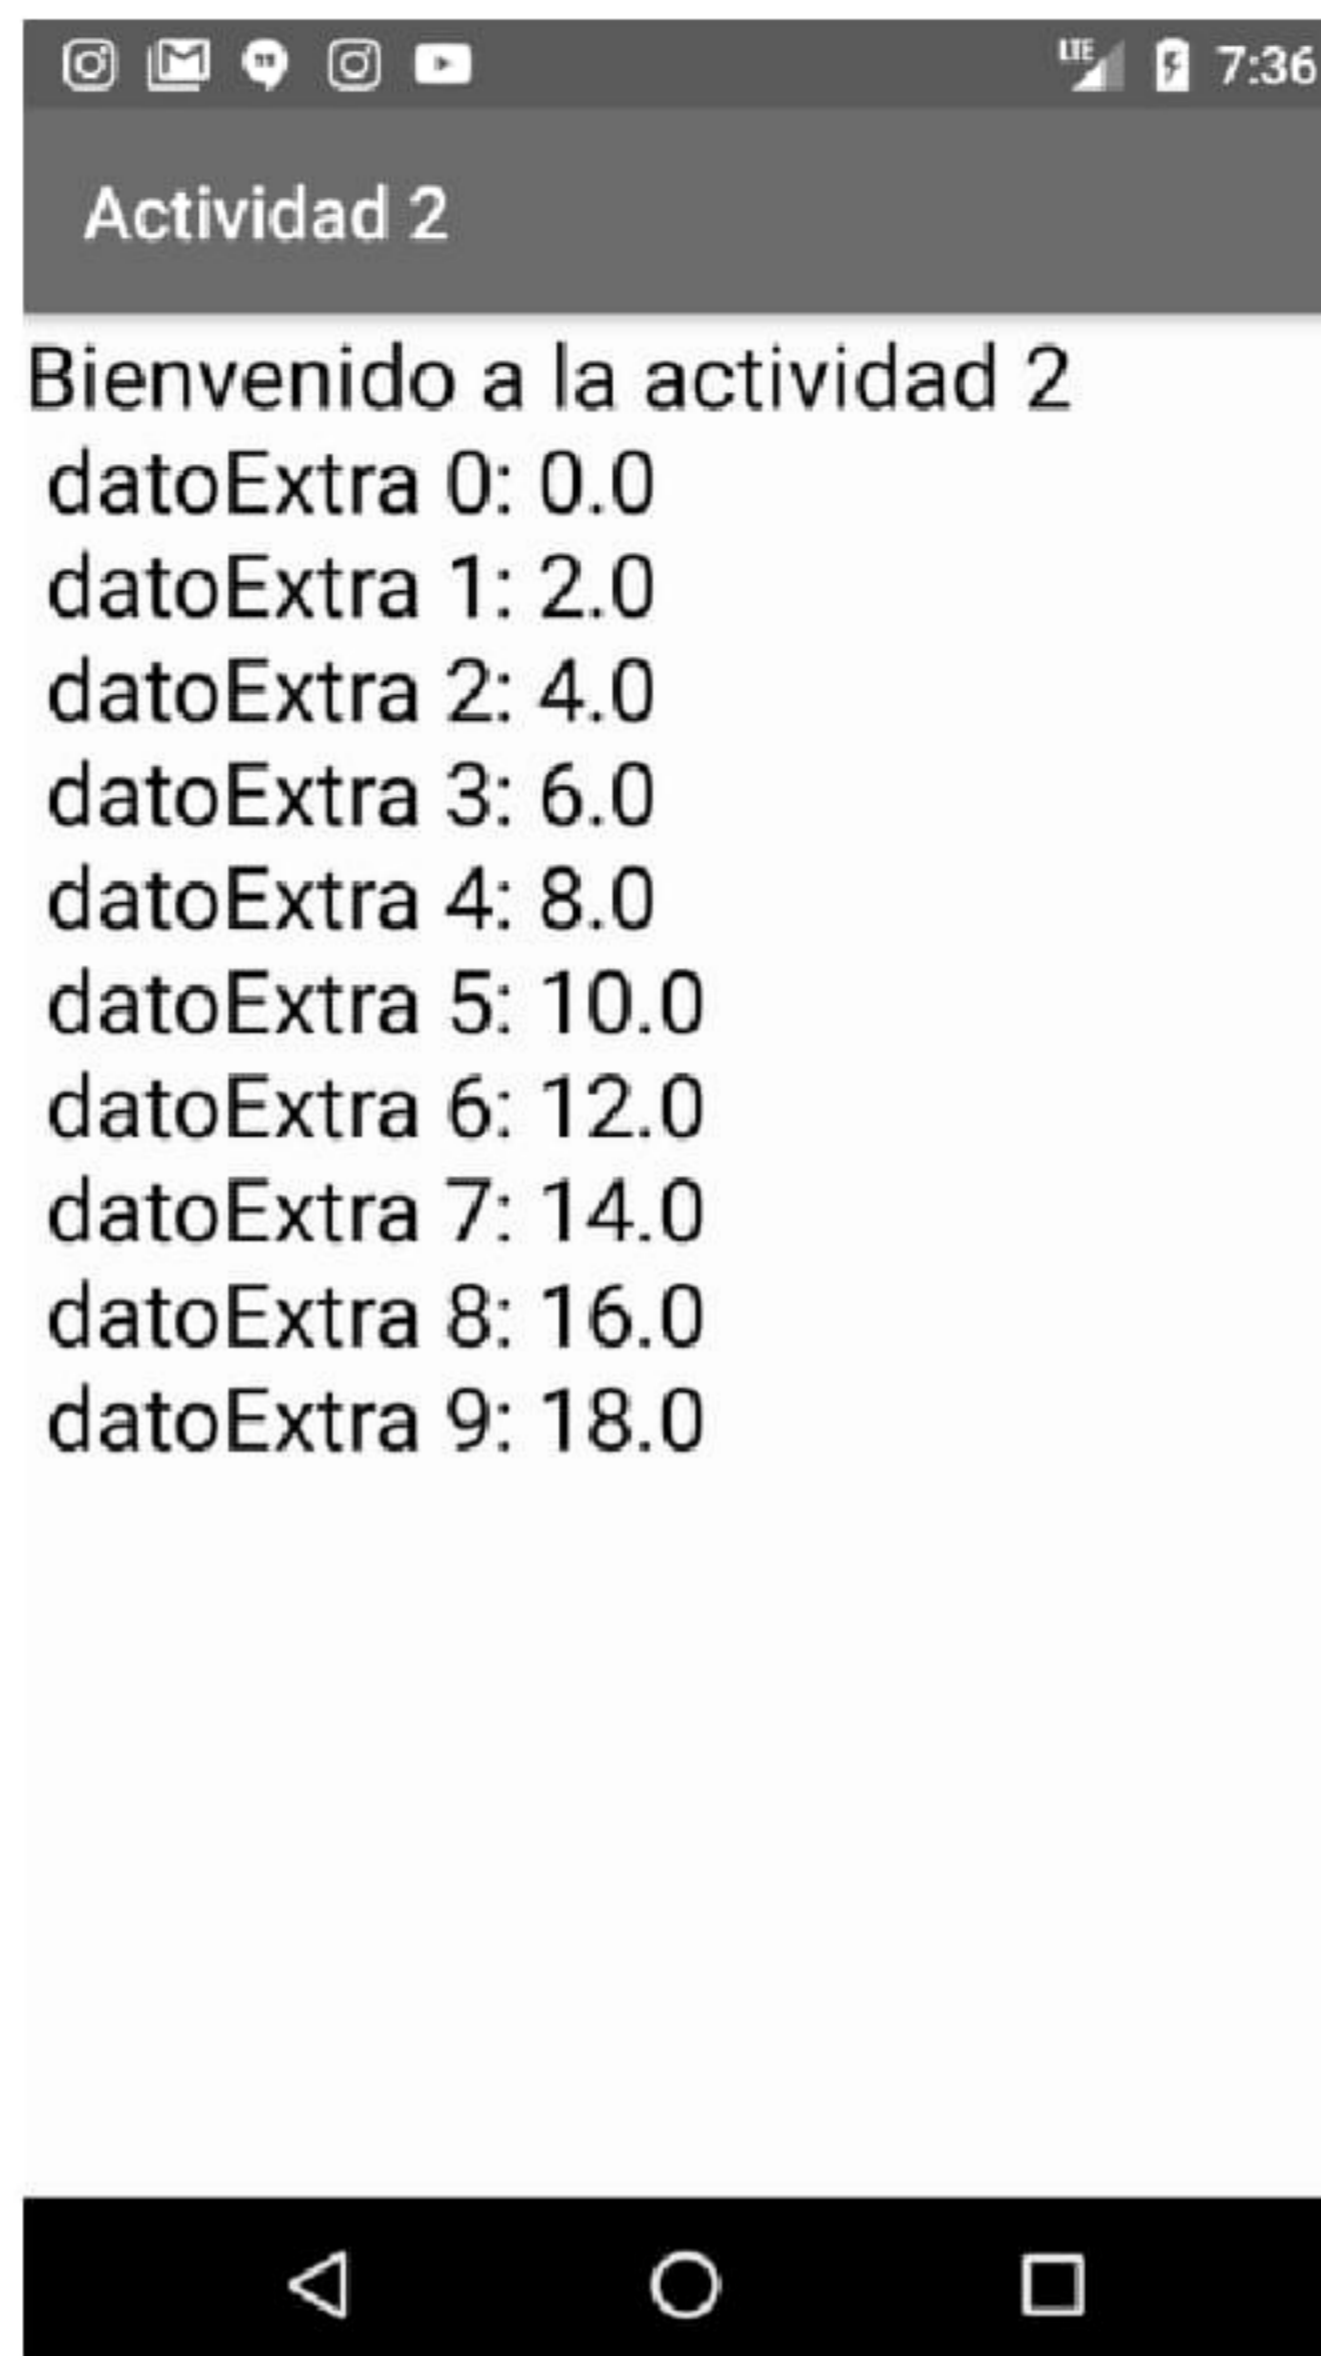 LTE 7:36
Actividad 2
Bienvenido a la actividad 2
datoExtra 0: 0.0
datoExtra 1: 2.0
datoExtra 2: 4.0
datoExtra 3: 6.0
datoExtra 4: 8.0
datoExtra 5: 10.0
datoExtra 6: 12.0
datoExtra 7: 14.0
datoExtra 8: 16.0
datoExtra 9: 18.0